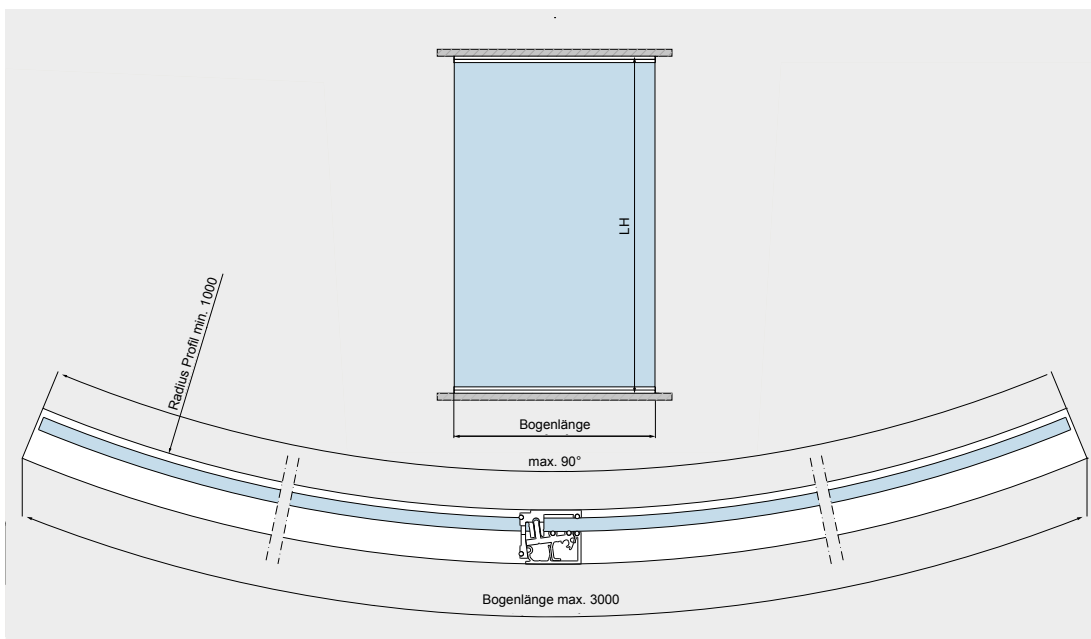 LH
Radius Profil min. 1000
Bogenlänge
max. 90°
Bogenlänge max. 3000